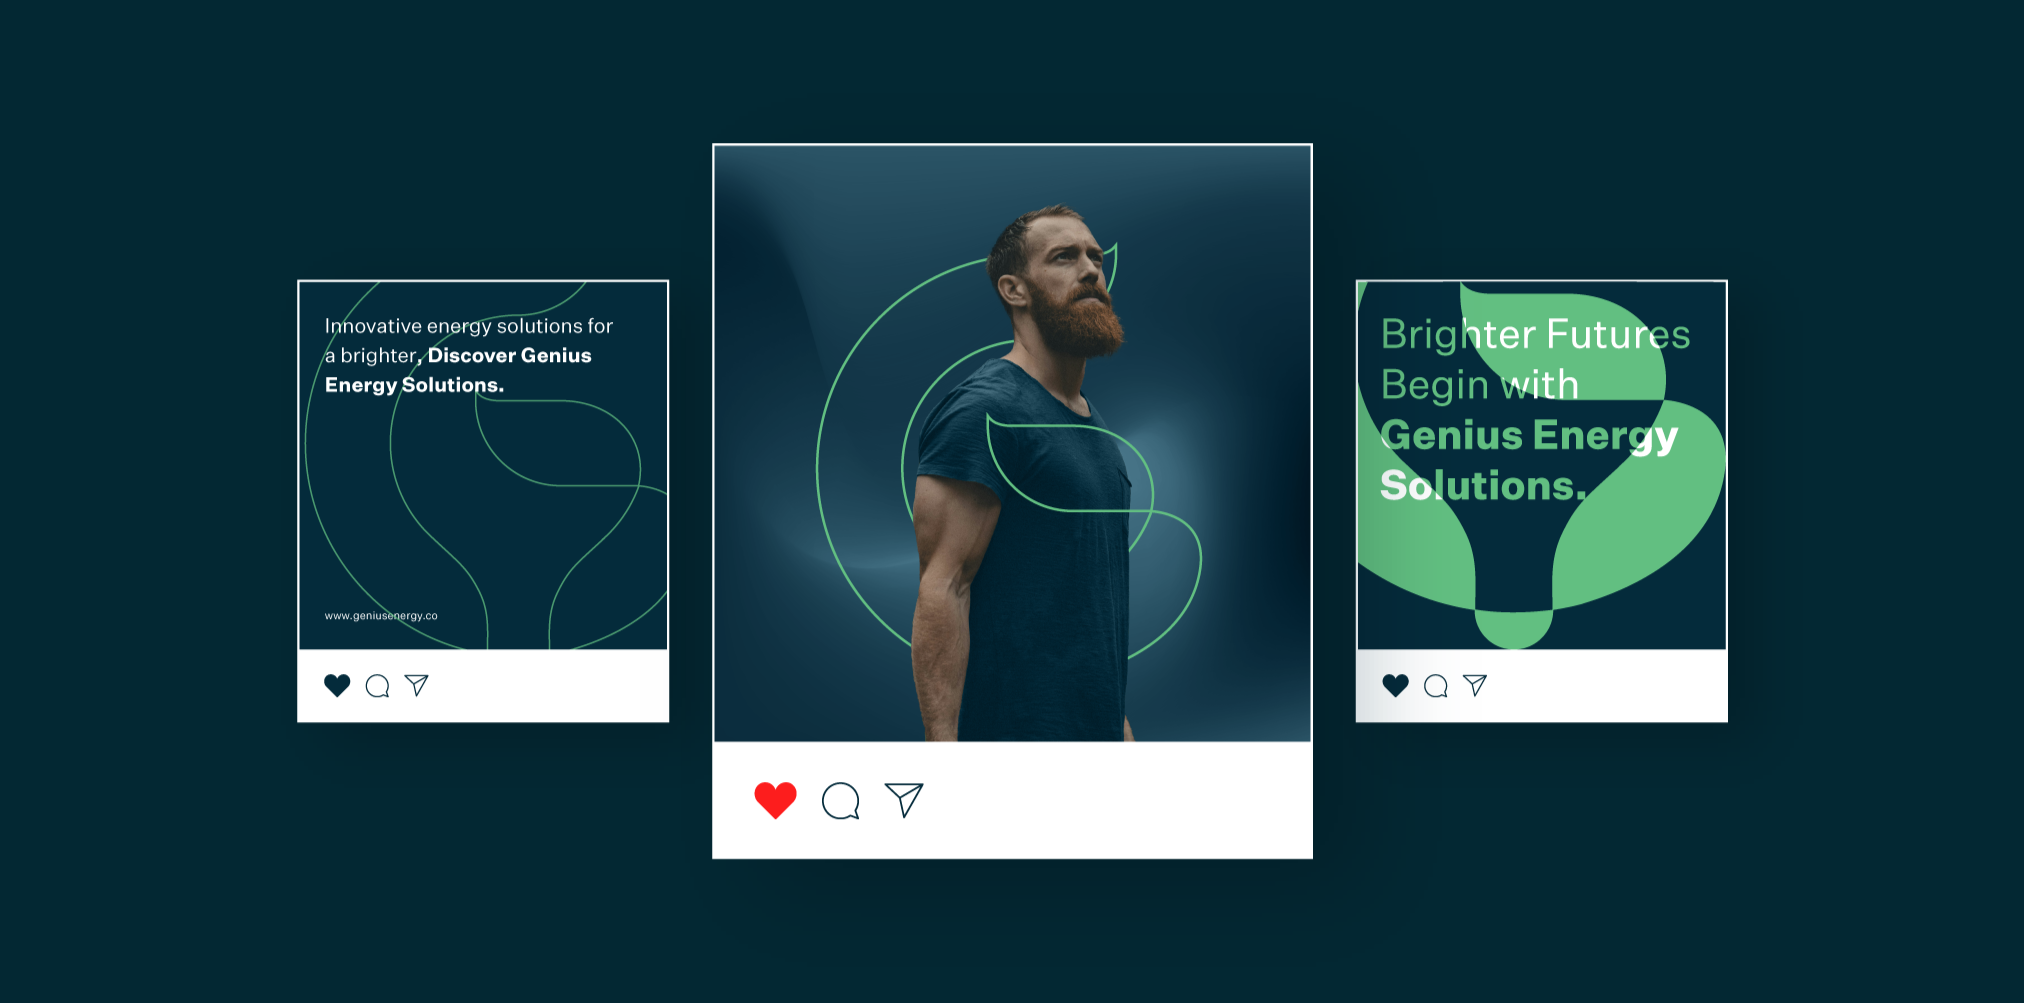 Innovative energy solutions for
a brighter, Discover Genius
Energy Solutions.
www.geniusenergy.co
Brighter Futures
Begin with
Genius Energy
Solutions.